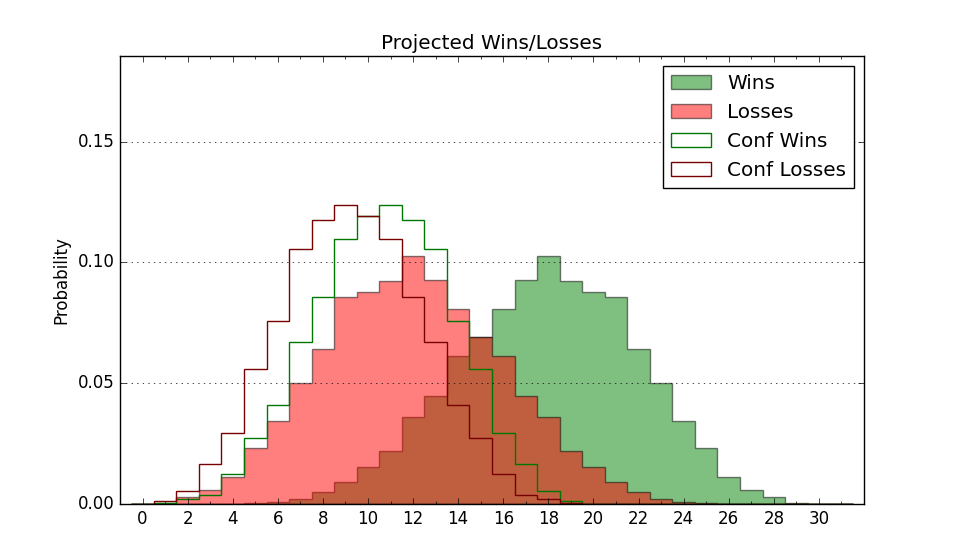 Projected Wins/Losses
Wins
Losses
Conf Wins
Conf Losses
Probability
0.15
0.10
0.05
0.00
0 2 4 6 8 10 12 14 16 18 20 22 24 26 28 30